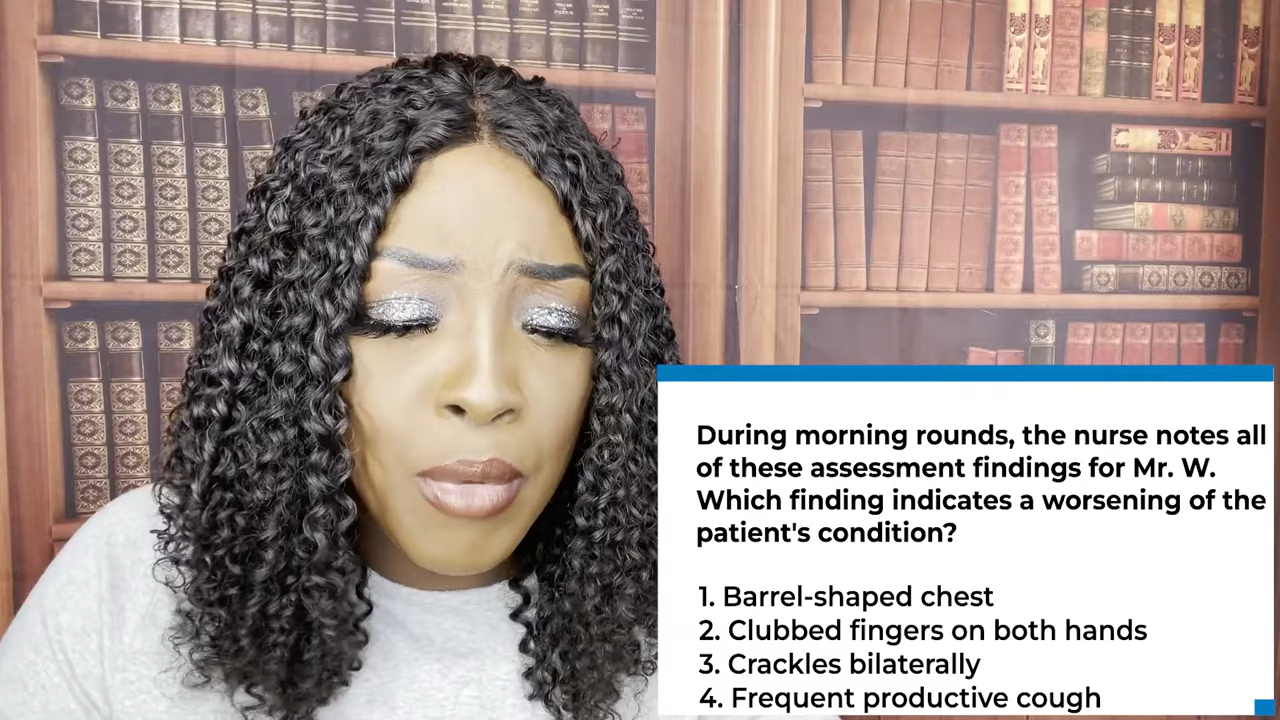 During morning rounds, the nurse notes all
of these assessment findings for Mr. W.
Which finding indicates a worsening of the
patient's condition?
1. Barrel-shaped chest
2. Clubbed fingers on both hands
3. Crackles bilaterally
4. Frequent productive cough